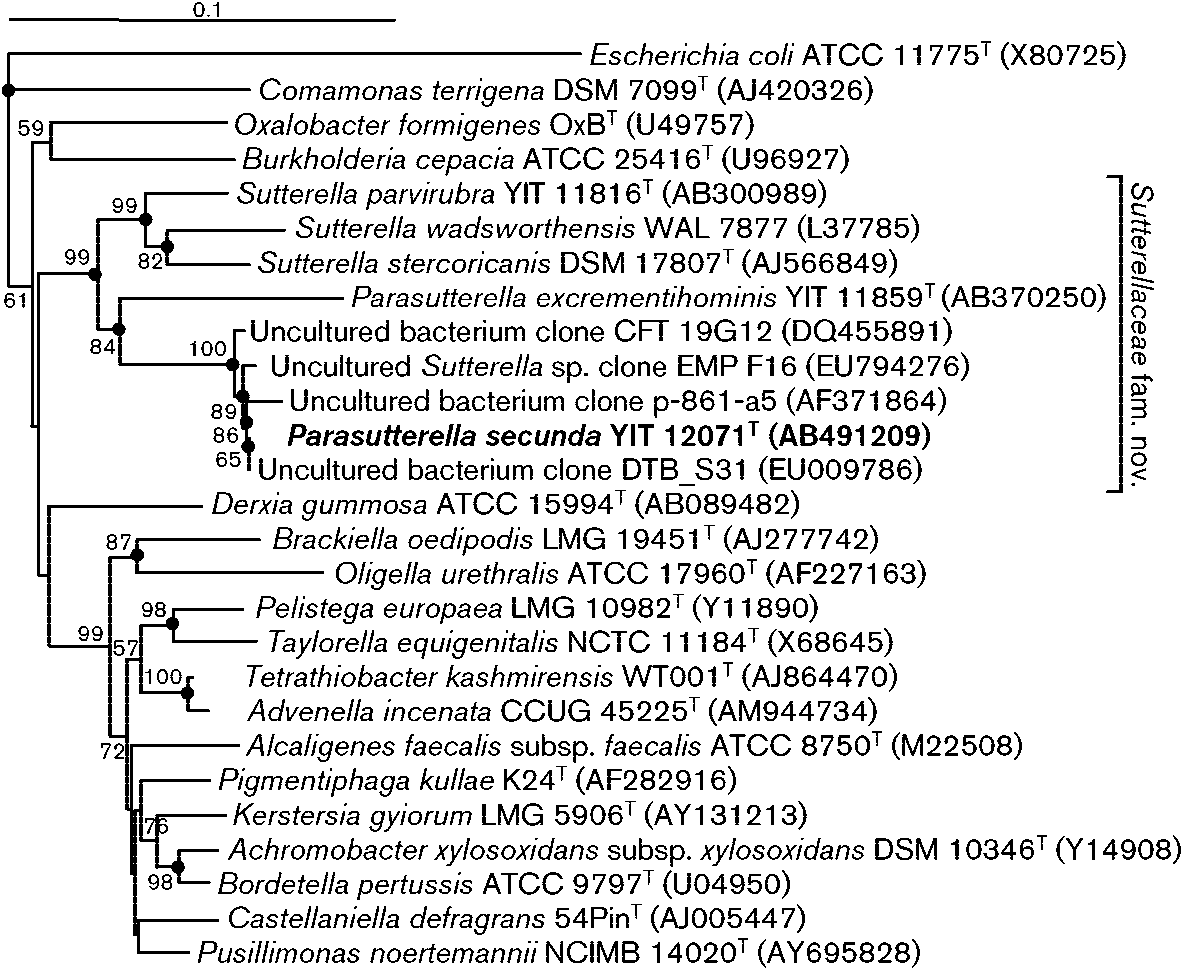 0.1
Escherichia coli ATCC 11775T (X80725)
Comamonas terrigena DSM 7099T (AJ420326)
59
Oxalobacter formigenes OxBT (U49757)
Burkholderia cepacia ATCC 25416T (U96927)
Sutterella parvirubra YIT 11816T (AB300989)
99
Sutterella wadsworthensis WAL 7877 (L37785)
82
Sutterella stercoricanis DSM 17807T (AJ566849)
99
61
Parasutterella excrementihominis YIT 11859T (AB370250)
84
Uncultured bacterium clone CFT 19G12 (DQ455891)
100
Uncultured Sutterella sp. clone EMP F16 (EU794276)
Uncultured bacterium clone p-861-a5 (AF371864)
89
Parasutterella secunda YIT 12071T (AB491209)
86
65
Uncultured bacterium clone DTB_S31 (EU009786)
Sutterellaceae fam. nov.
Derxia gummosa ATCC 15994T (AB089482)
87
Brackiella oedipodis LMG 19451T (AJ277742)
Oligella urethralis ATCC 17960T (AF227163)
98
Pelistega europaea LMG 10982T (Y11890)
99
57
Taylorella equigenitalis NCTC 11184T (X68645)
100
Tetrathiobacter kashmirensis WT001T (AJ864470)
Advenella incenata CCUG 45225T (AM944734)
72
Alcaligenes faecalis subsp. faecalis ATCC 8750T (M22508)
Pigmentiphaga kullae K24T (AF282916)
Kerstersia gyiorum LMG 5906T (AY131213)
76
Achromobacter xylosoxidans subsp. xylosoxidans DSM 10346T (Y14908)
98
Bordetella pertussis ATCC 9797T (U04950)
Castellaniella defragrans 54PinT (AJ005447)
Pusillimonas noertemannii NCIMB 14020T (AY695828)